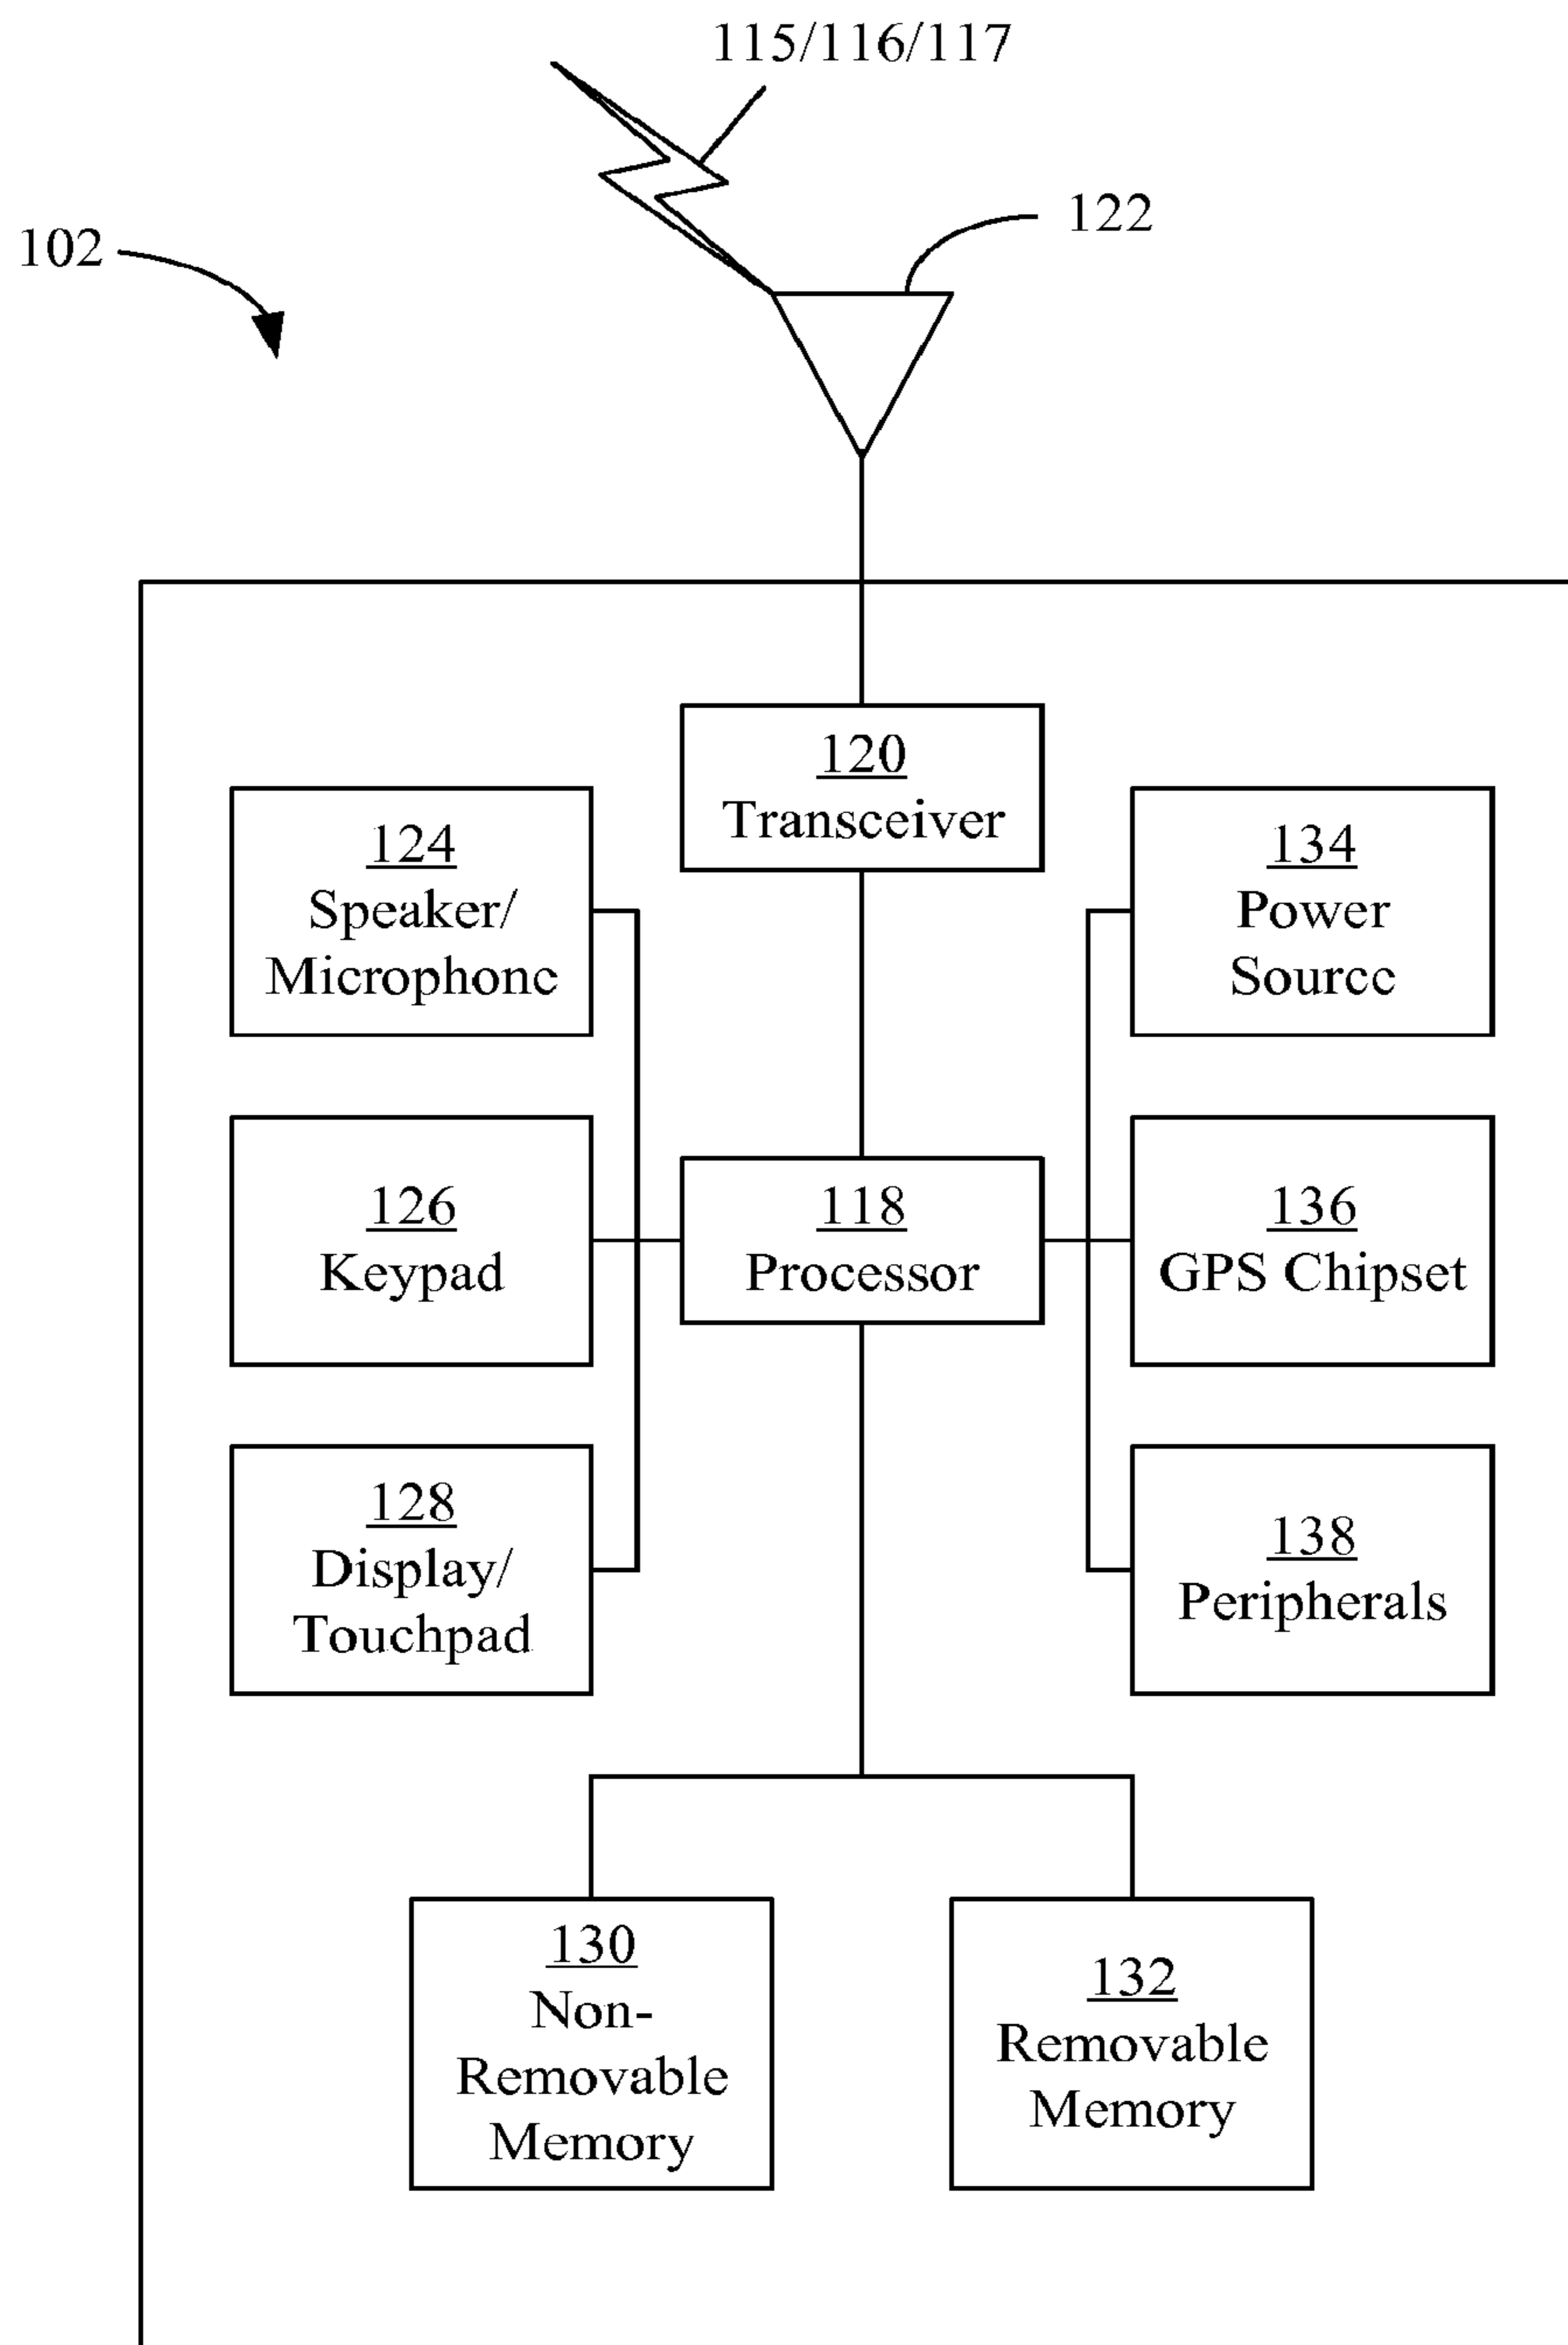 115/116/117
122
102
120
Transceiver
124
Speaker/
Microphone
134
Power
Source
126
Keypad
118
Processor
136
GPS Chipset
128
Display/
Touchpad
138
Peripherals
130
Non-
Removable
Memory
132
Removable
Memory